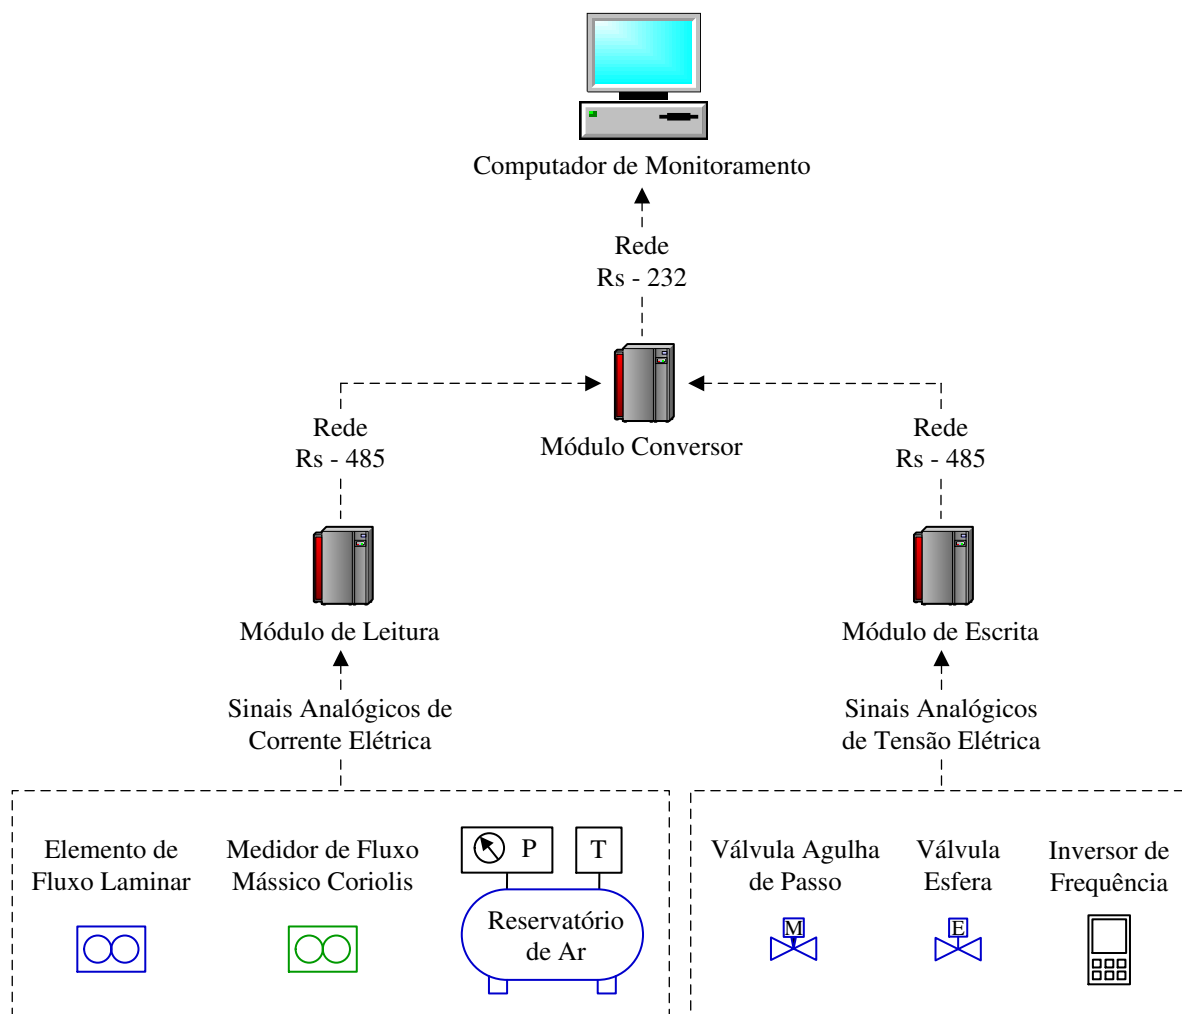 Computador de Monitoramento
Rede
Rs - 232
Módulo Conversor
Rede
Rs - 485
Rede
Rs - 485
Módulo de Leitura
Módulo de Escrita
Sinais Analógicos de
Corrente Elétrica
Sinais Analógicos
de Tensão Elétrica
Elemento de
Fluxo Laminar
Medidor de Fluxo
Mássico Coriolis
P
T
Reservatório
de Ar
Válvula Agulha
de Passo
M
Válvula
Esfera
E
Inversor de
Frequência